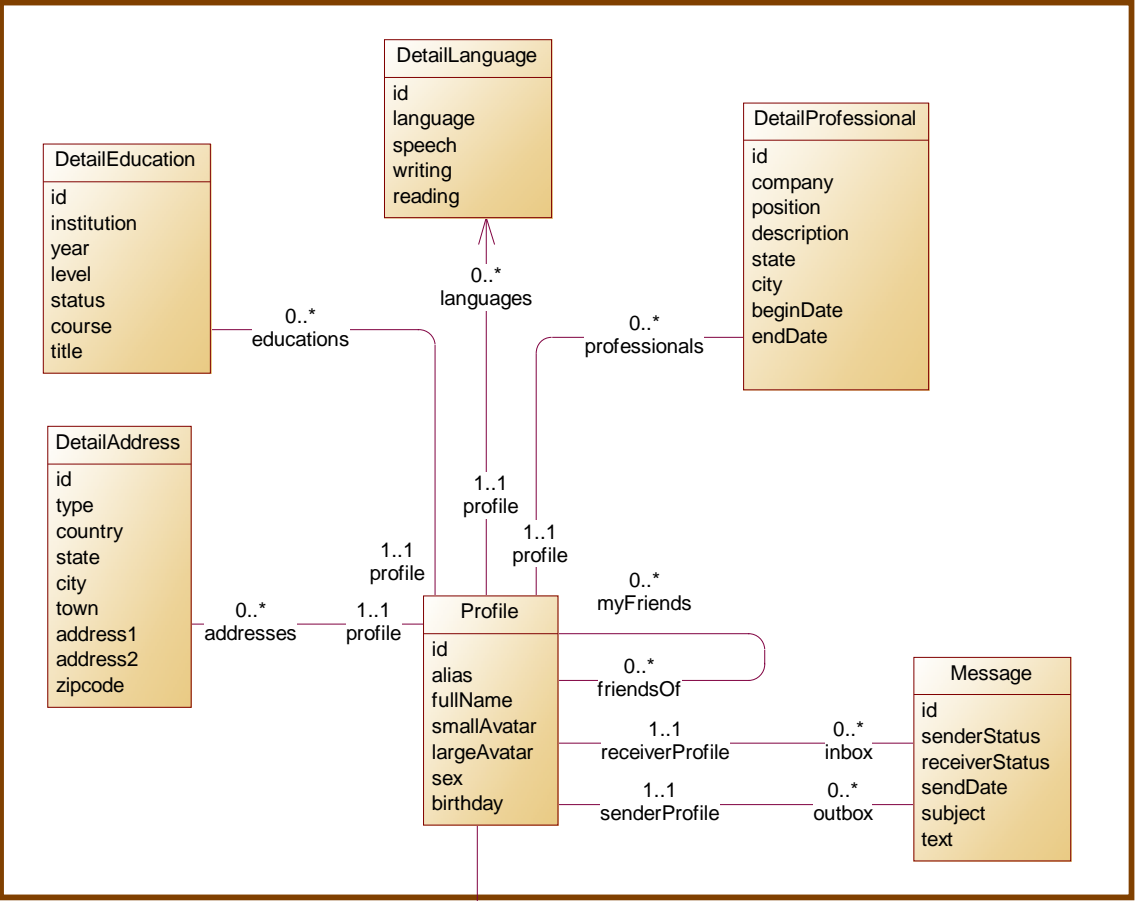 DetailLanguage
id
language
speech
writing
reading
DetailProfessional
id
company
position
description
state
city
beginDate
endDate
DetailEducation
id
institution
year
level
status
course
title
0..*
languages
0..*
educations
0..*
professionals
DetailAddress
id
type
country
state
city
town
address1
address2
zipcode
1..1
profile
1..1
profile
1..1
profile
0..*
addresses
1..1
profile
Profile
id
alias
fullName
smallAvatar
largeAvatar
sex
birthday
0..*
myFriends
0..*
friendsOf
1..1
receiverProfile
0..*
inbox
1..1
senderProfile
0..*
outbox
Message
id
senderStatus
receiverStatus
sendDate
subject
text